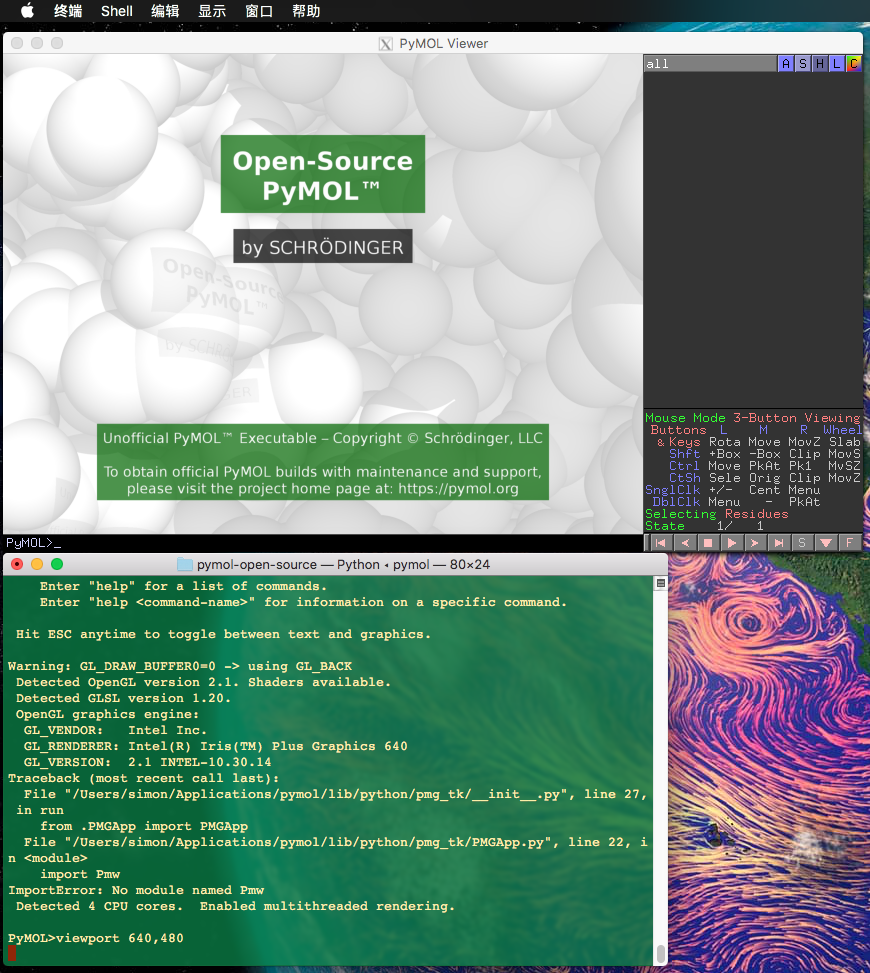 终端 Shell 编辑 显示 窗口 帮助
PyMOL Viewer
all A S H L C
Open-Source
PyMOL™
by SCHRÖDINGER
Open-Source
PyMOL™
by SCHR
Unofficial PyMOL™ Executable – Copyright © Schrödinger, LLC
To obtain official PyMOL builds with maintenance and support,
please visit the project home page at: https://pymol.org
Mouse Mode 3-Button Viewing
Buttons L M R Wheel
& Keys Rota Move MovZ Slab
Shft +Box -Box Clip MovS
Ctrl Move PkAt Pk1 MvSZ
CtSh Sele Orig Clip MovZ
SnglClk +/- Cent Menu
DblClk Menu - PkAt
Selecting Residues
State 1/ 1
S F
PyMOL>_
pymol-open-source — Python ◂ pymol — 80×24
Enter "help" for a list of commands.
Enter "help <command-name>" for information on a specific command.
Hit ESC anytime to toggle between text and graphics.
Warning: GL_DRAW_BUFFER0=0 -> using GL_BACK
Detected OpenGL version 2.1. Shaders available.
Detected GLSL version 1.20.
OpenGL graphics engine:
GL_VENDOR: Intel Inc.
GL_RENDERER: Intel(R) Iris(TM) Plus Graphics 640
GL_VERSION: 2.1 INTEL-10.30.14
Traceback (most recent call last):
File "/Users/simon/Applications/pymol/lib/python/pmg_tk/__init__.py", line 27,
in run
from .PMGApp import PMGApp
File "/Users/simon/Applications/pymol/lib/python/pmg_tk/PMGApp.py", line 22, i
n <module>
import Pmw
ImportError: No module named Pmw
Detected 4 CPU cores. Enabled multithreaded rendering.
PyMOL>viewport 640,480